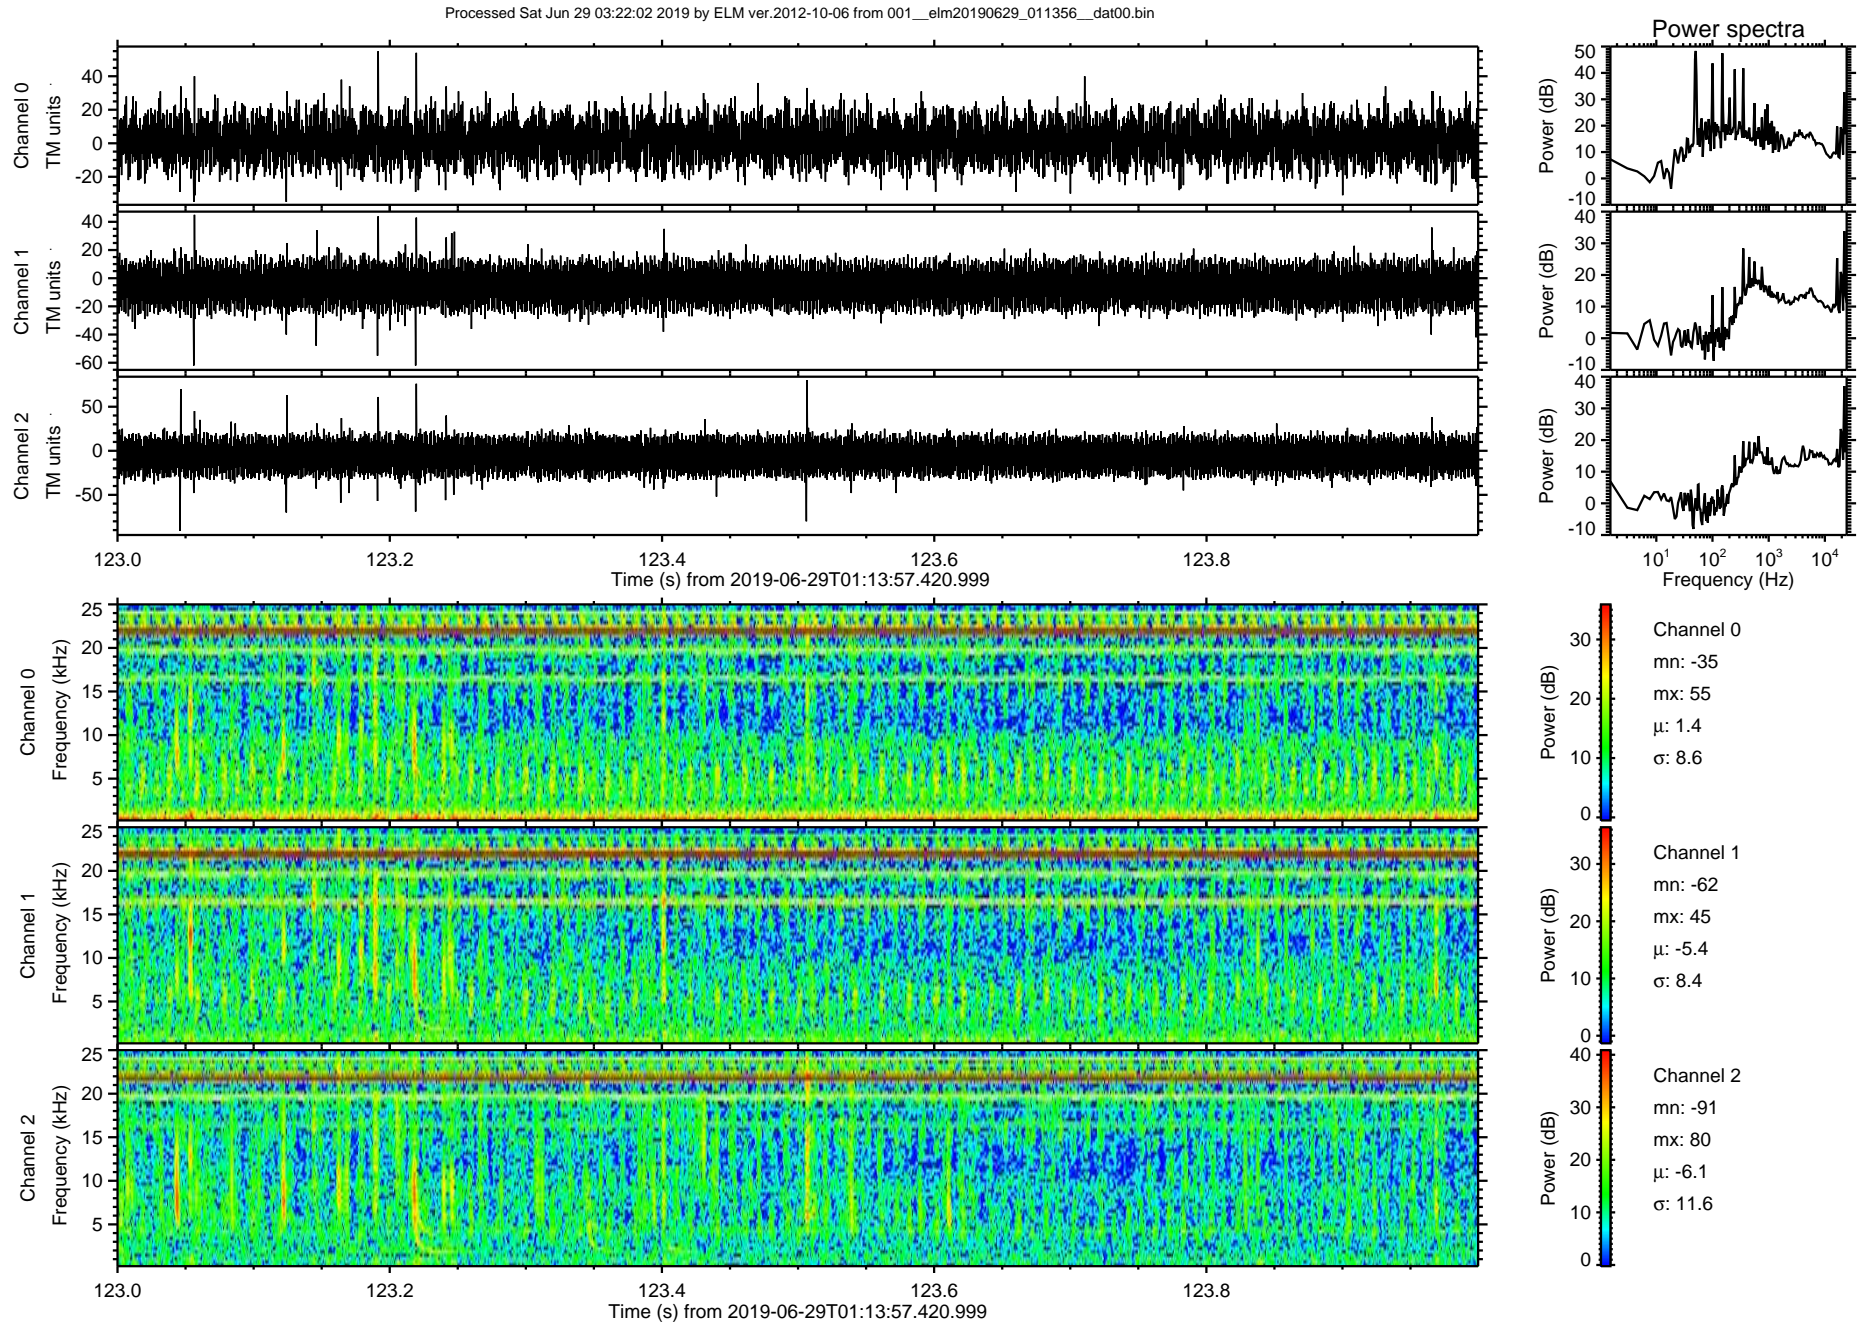 Processed Sat Jun 29 03:22:02 2019 by ELM ver.2012-10-06 from 001__elm20190629_011356__dat00.bin
Power spectra
Channel 0
TM units
40
20
0
-20
Power (dB)
50
40
30
20
10
0
-10
Channel 1
TM units
40
20
0
-20
-40
-60
Power (dB)
40
30
20
10
0
-10
Channel 2
TM units
50
0
-50
Power (dB)
40
30
20
10
0
-10
123.0 123.2 123.4 123.6 123.8
Time (s) from 2019-06-29T01:13:57.420.999
10¹ 10² 10³ 10⁴
Frequency (Hz)
Channel 0
Frequency (kHz)
25
20
15
10
5
Power (dB)
30
20
10
0
Channel 0
mn: -35
mx: 55
μ: 1.4
σ: 8.6
Channel 1
Frequency (kHz)
25
20
15
10
5
Power (dB)
30
20
10
0
Channel 1
mn: -62
mx: 45
μ: -5.4
σ: 8.4
Channel 2
Frequency (kHz)
25
20
15
10
5
Power (dB)
40
30
20
10
0
Channel 2
mn: -91
mx: 80
μ: -6.1
σ: 11.6
123.0 123.2 123.4 123.6 123.8
Time (s) from 2019-06-29T01:13:57.420.999